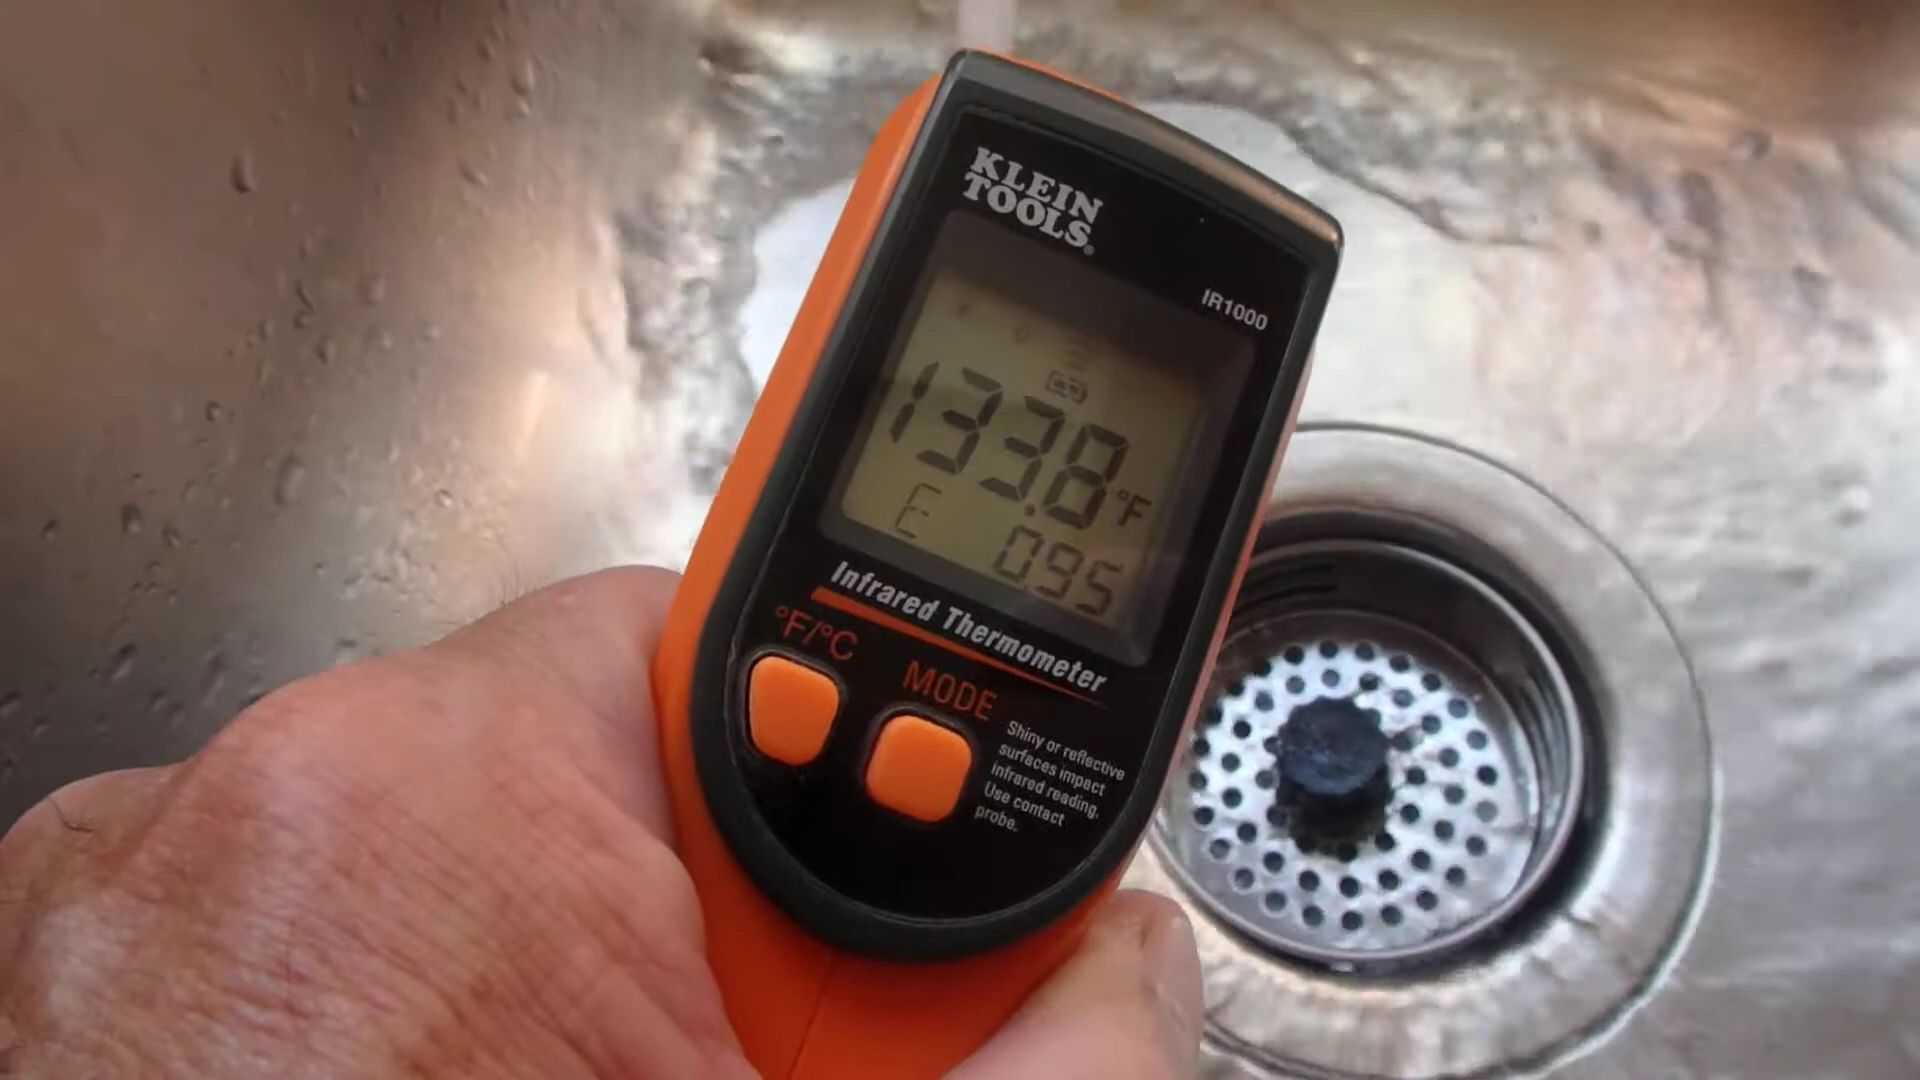 KLEIN
TOOLS®
IR1000
133.8°F
E 0.95
Infrared Thermometer
°F/°C
MODE
Shiny or reflective
surfaces impact
infrared reading.
Use contact
probe.